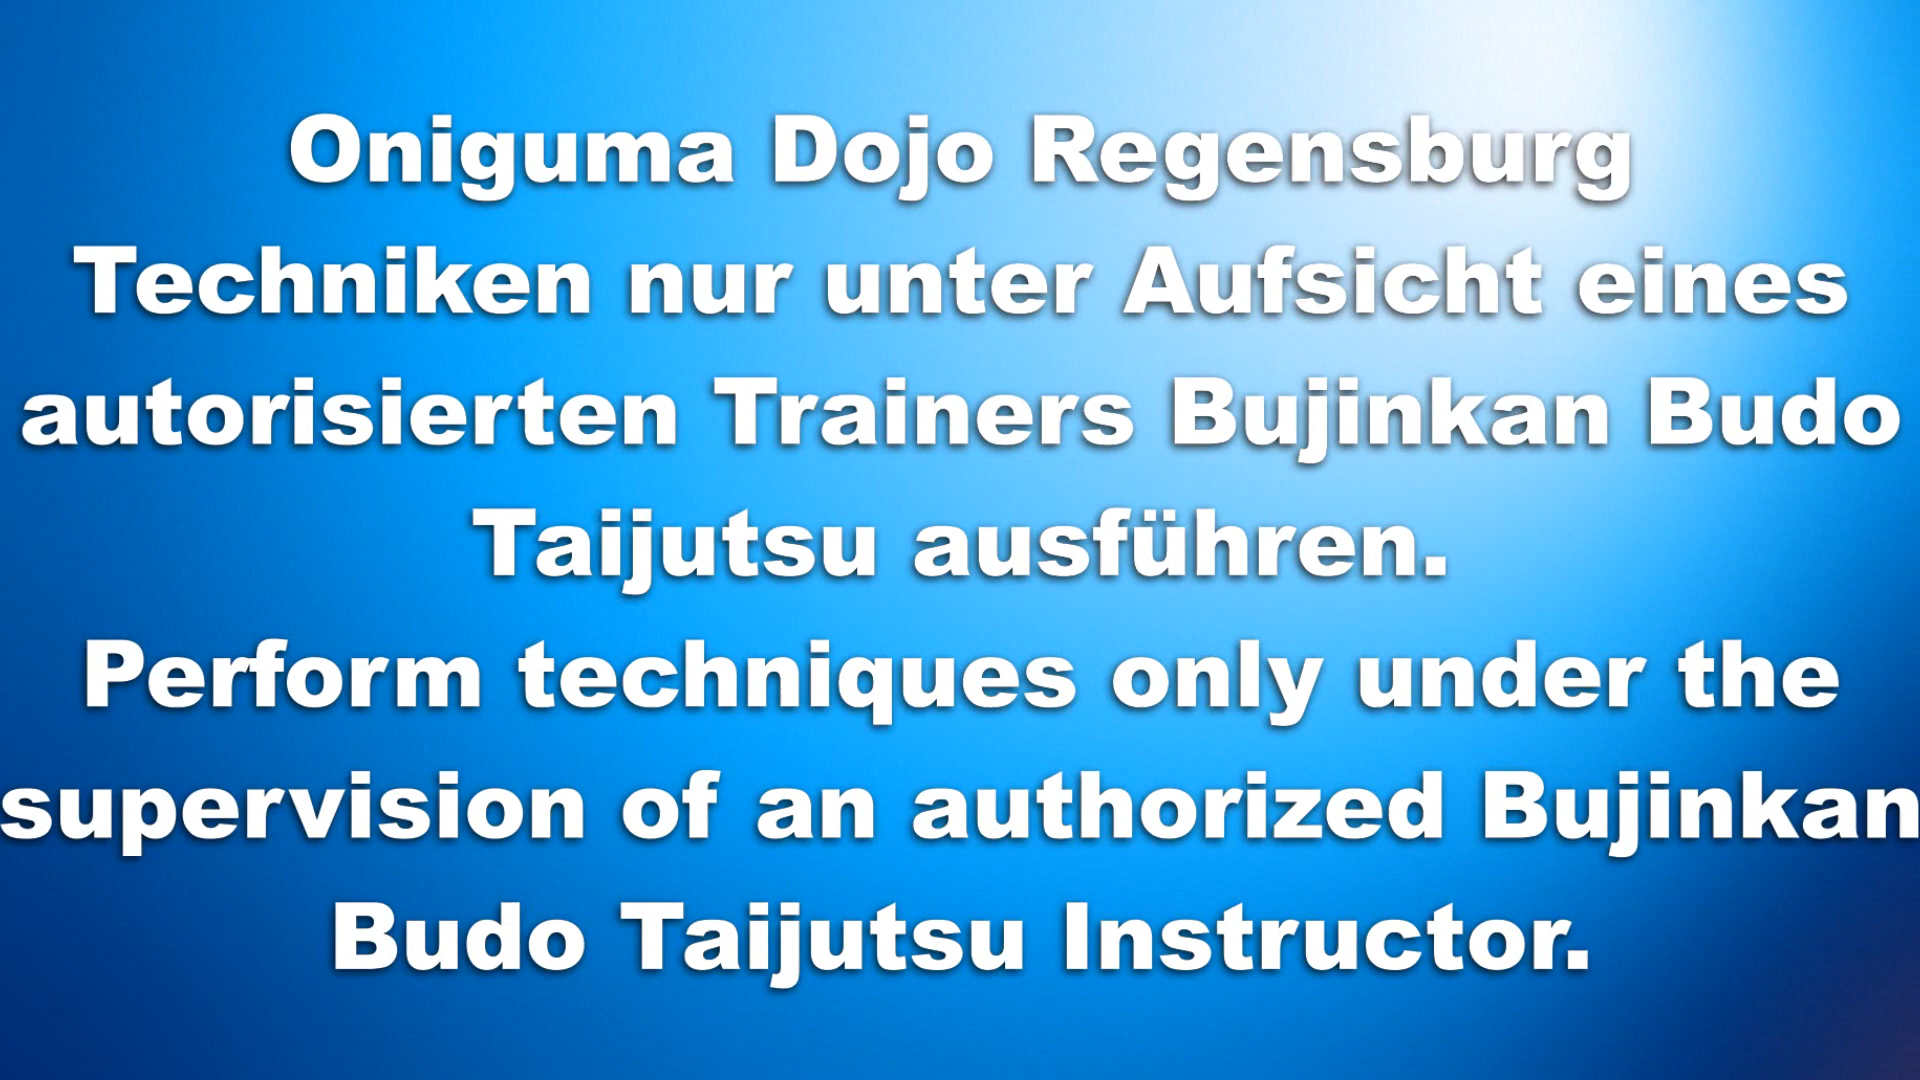 Oniguma Dojo Regensburg
Techniken nur unter Aufsicht eines
autorisierten Trainers Bujinkan Budo
Taijutsu ausführen.
Perform techniques only under the
supervision of an authorized Bujinkan
Budo Taijutsu Instructor.